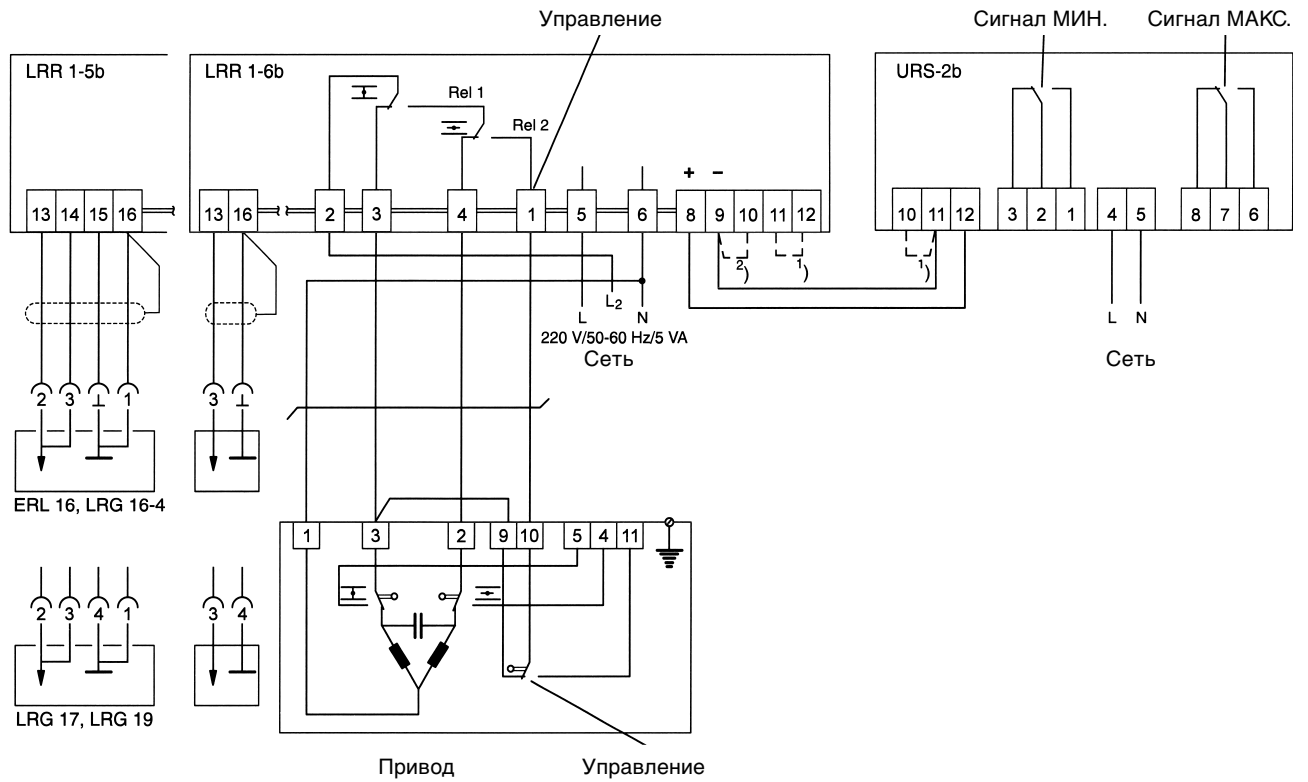 Управление
Сигнал МИН. Сигнал МАКС.
LRR 1-5b
LRR 1-6b
URS-2b
Rel 1
Rel 2
+ −
13 14 15 16
13 16
2 3 4 1 5 6 8 9 10 11 12
10 11 12 3 2 1 4 5 8 7 6
2) 1) 1)
L2
L N
220 V/50-60 Hz/5 VA
Сеть
L N
Сеть
2 3 ⊥ 1
3 ⊥
ERL 16, LRG 16-4
1 3 2 9 10 5 4 11
2 3 4 1
3 4
LRG 17, LRG 19
Привод
Управление